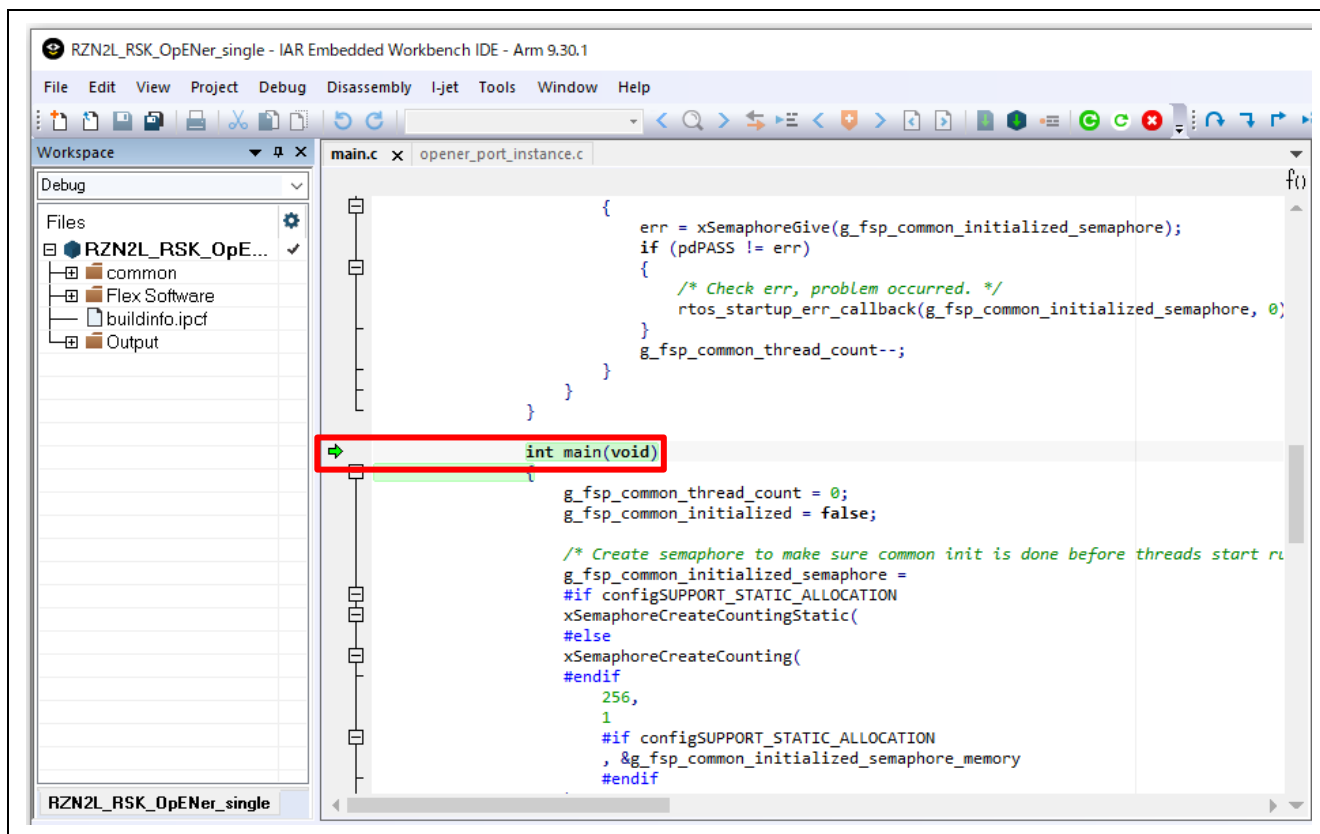 RZN2L_RSK_OpENer_single - IAR Embedded Workbench IDE - Arm 9.30.1
File Edit View Project Debug Disassembly I-jet Tools Window Help
Workspace
main.c opener_port_instance.c
Debug
f()
Files
RZN2L_RSK_OpE...
common
Flex Software
buildinfo.ipcf
Output
{
err = xSemaphoreGive(g_fsp_common_initialized_semaphore);
if (pdPASS != err)
{
/* Check err, problem occurred. */
rtos_startup_err_callback(g_fsp_common_initialized_semaphore, 0)
}
g_fsp_common_thread_count--;
}
}
}
int main(void)
{
g_fsp_common_thread_count = 0;
g_fsp_common_initialized = false;
/* Create semaphore to make sure common init is done before threads start ru
g_fsp_common_initialized_semaphore =
#if configSUPPORT_STATIC_ALLOCATION
xSemaphoreCreateCountingStatic(
#else
xSemaphoreCreateCounting(
#endif
256,
1
#if configSUPPORT_STATIC_ALLOCATION
, &g_fsp_common_initialized_semaphore_memory
#endif
RZN2L_RSK_OpENer_single